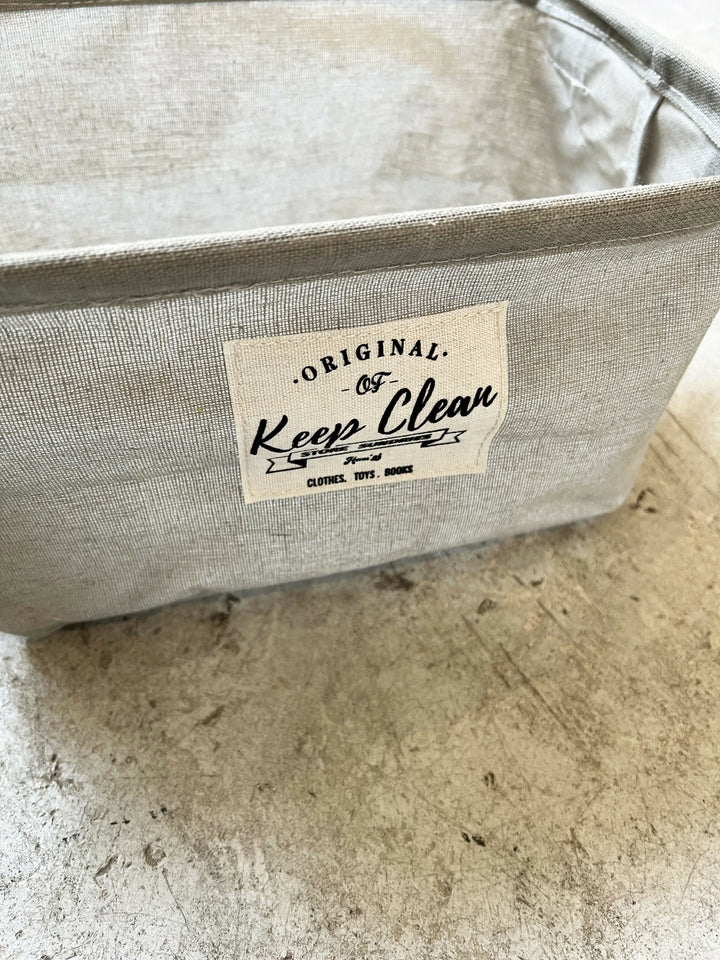 ·ORIGINAL·
-OF-
Keep Clean
STORE SUNDRIES
CLOTHES. TOYS. BOOKS